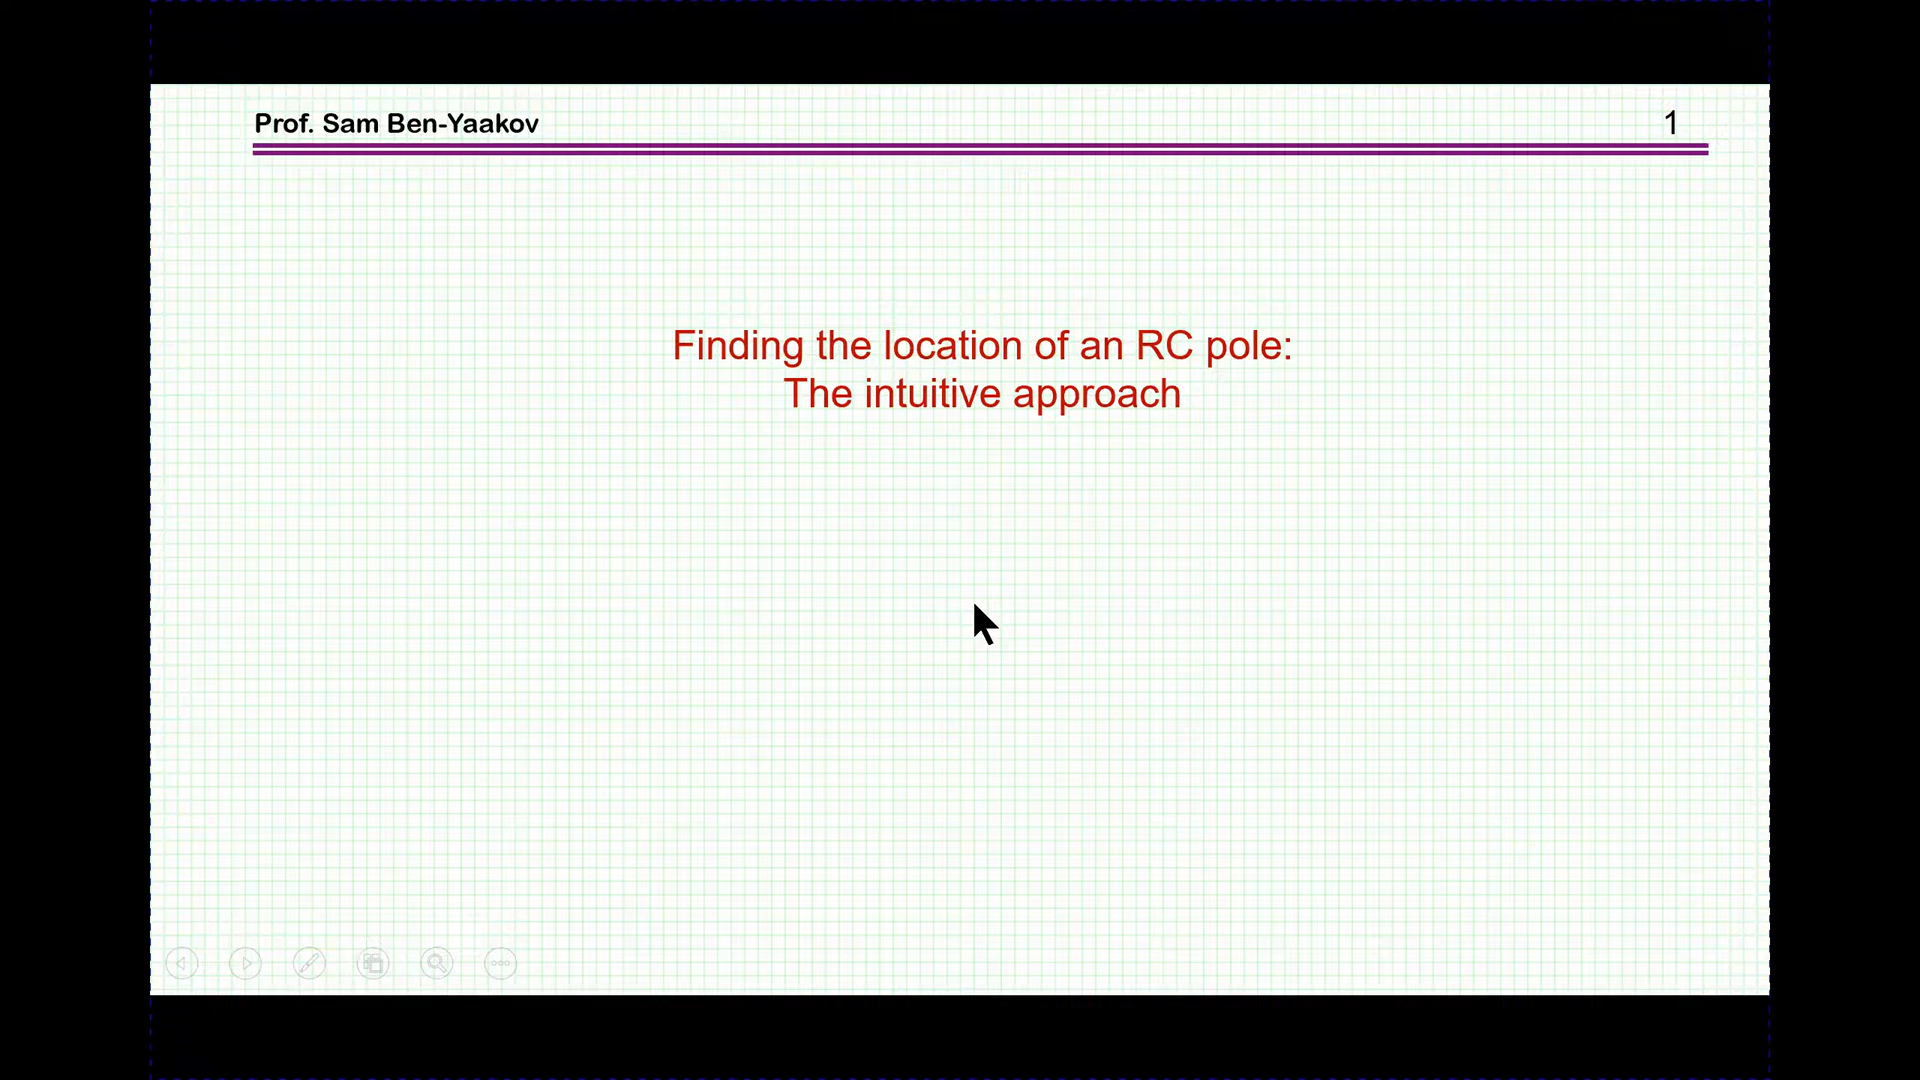 Prof. Sam Ben-Yaakov
1
Finding the location of an RC pole:
The intuitive approach